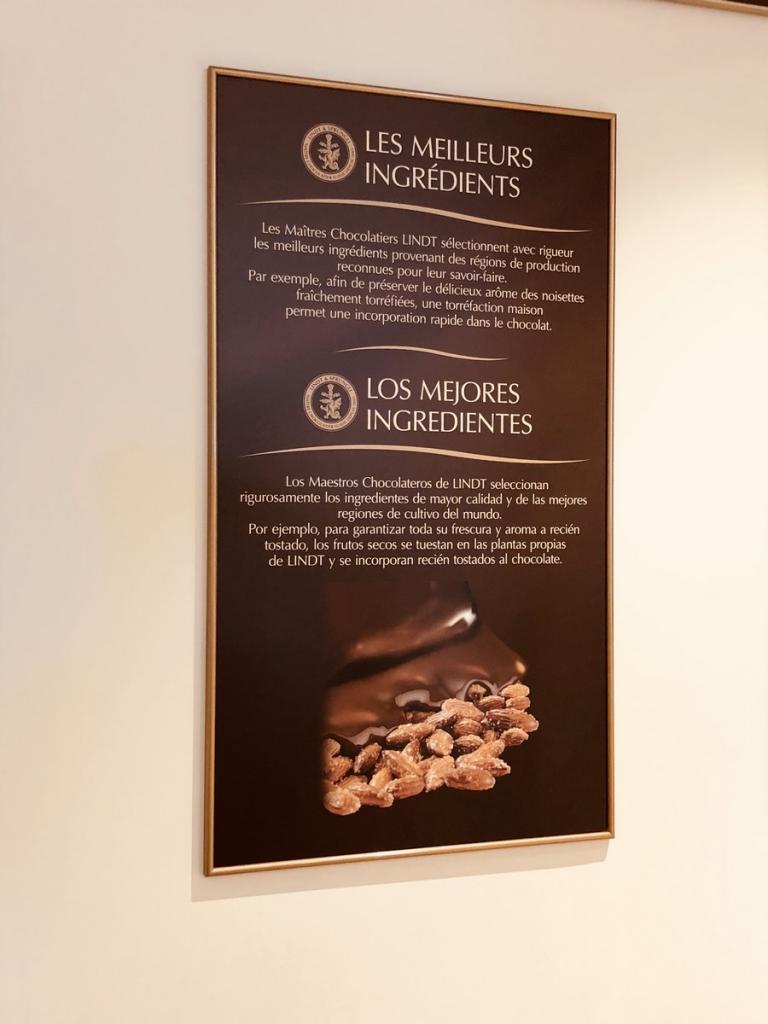 LES MEILLEURS
INGRÉDIENTS
Les Maîtres Chocolatiers LINDT sélectionnent avec rigueur
les meilleurs ingrédients provenant des régions de production
reconnues pour leur savoir-faire.
Par exemple, afin de préserver le délicieux arôme des noisettes
fraîchement torréfiées, une torréfaction maison
permet une incorporation rapide dans le chocolat.
LINDT & SPRÜNGLI
LOS MEJORES
INGREDIENTES
Los Maestros Chocolateros de LINDT seleccionan
rigurosamente los ingredientes de mayor calidad y de las mejores
regiones de cultivo del mundo.
Por ejemplo, para garantizar toda su frescura y aroma a recién
tostado, los frutos secos se tuestan en las plantas propias
de LINDT y se incorporan recién tostados al chocolate.